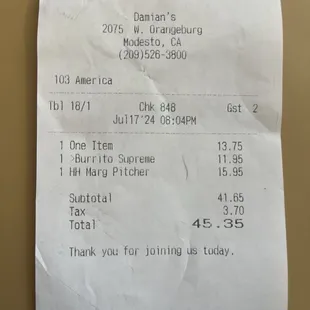 Damian's
2075 W. Orangeburg
Modesto, CA
(209)526-3800
103 America
Tbl 18/1 Chk 848 Gst 2
Jul17'24 08:04PM
1 One Item 13.75
1 >Burrito Supreme 11.95
1 HH Marg Pitcher 15.95
Subtotal 41.65
Tax 3.70
Total 45.35
Thank you for joining us today.